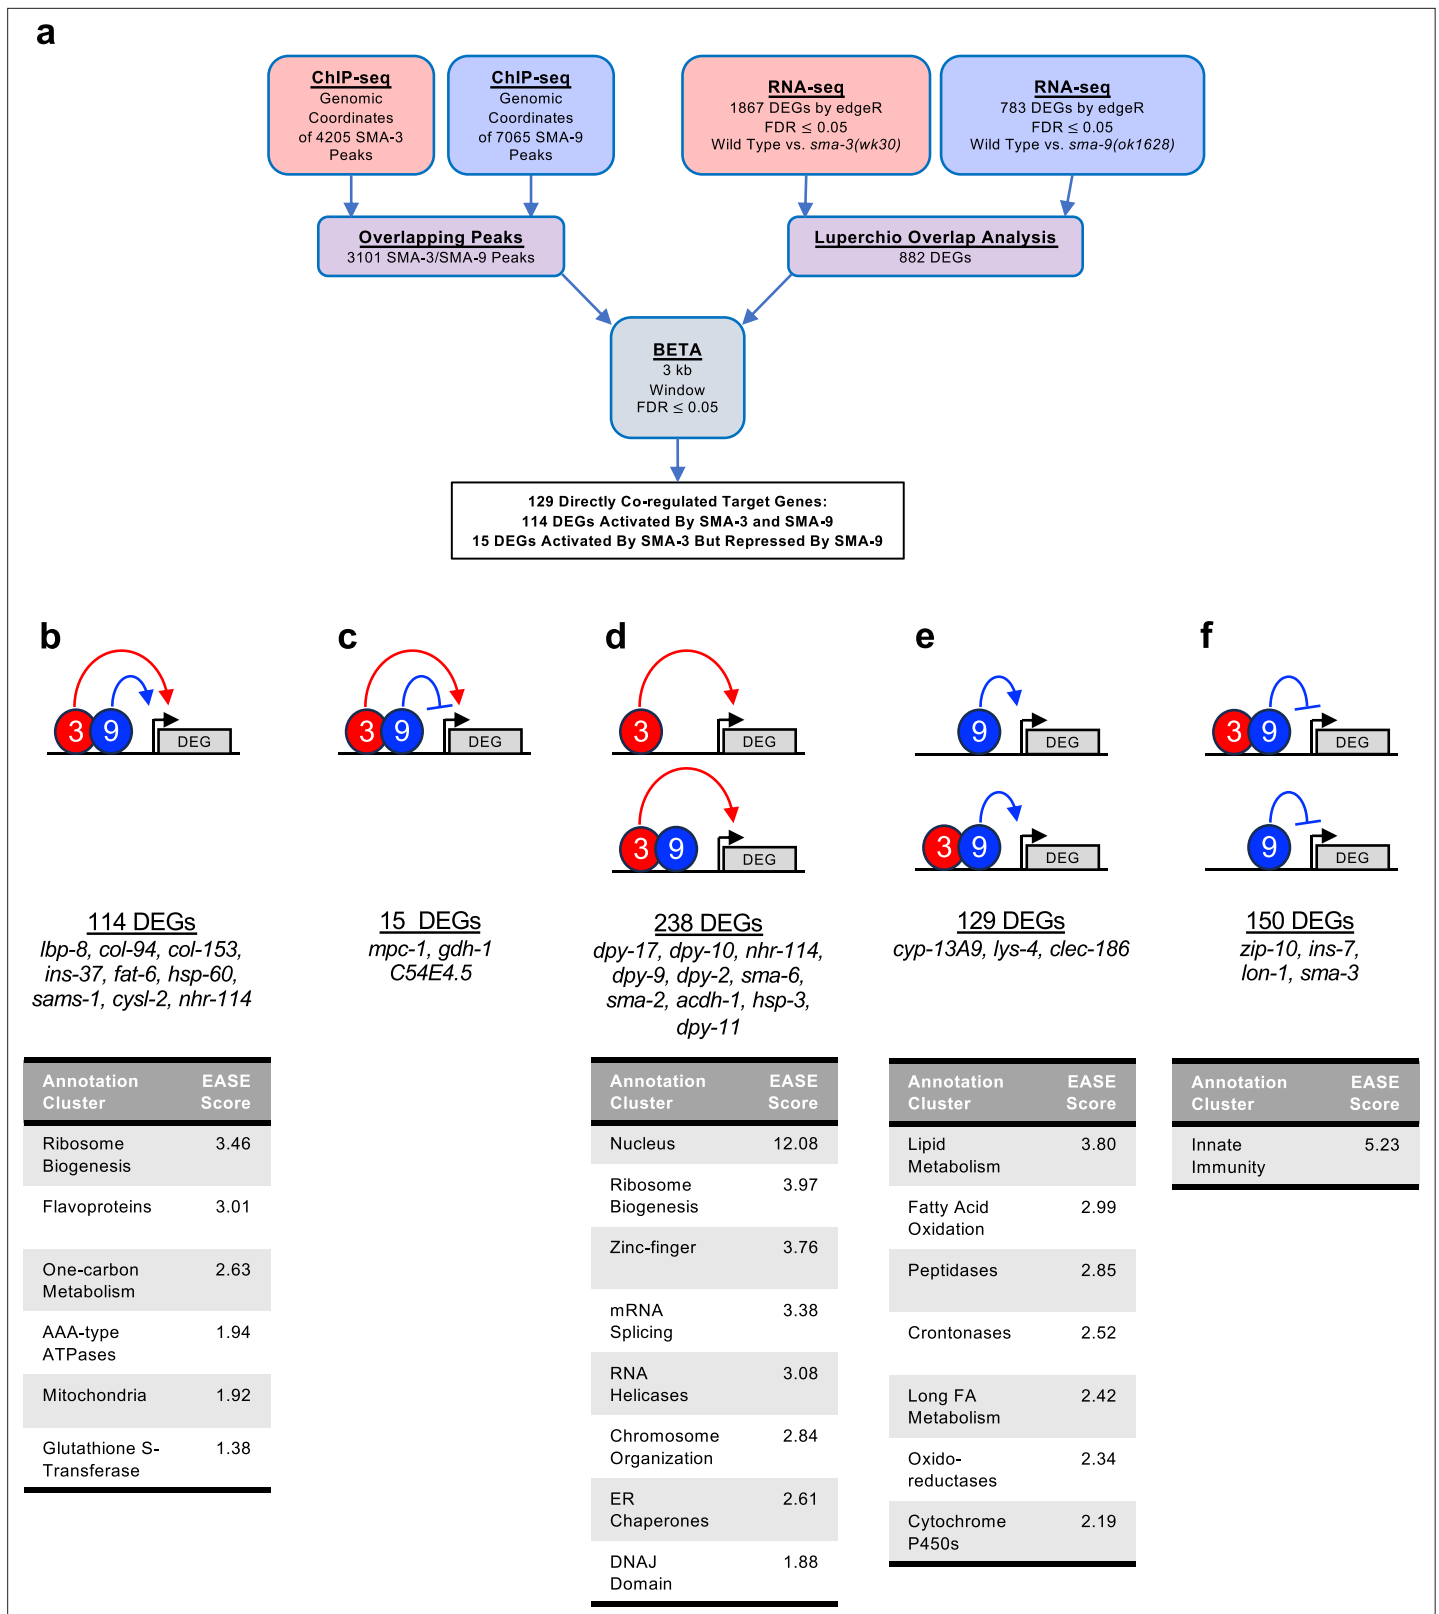 a
ChIP-seq
Genomic
Coordinates
of 4205 SMA-3
Peaks
ChIP-seq
Genomic
Coordinates
of 7065 SMA-9
Peaks
RNA-seq
1867 DEGs by edgeR
FDR ≤ 0.05
Wild Type vs. sma-3(wk30)
RNA-seq
783 DEGs by edgeR
FDR ≤ 0.05
Wild Type vs. sma-9(ok1628)
Overlapping Peaks
3101 SMA-3/SMA-9 Peaks
Luperchio Overlap Analysis
882 DEGs
BETA
3 kb
Window
FDR ≤ 0.05
129 Directly Co-regulated Target Genes:
114 DEGs Activated By SMA-3 and SMA-9
15 DEGs Activated By SMA-3 But Repressed By SMA-9
b
3 9 DEG
114 DEGs
lbp-8, col-94, col-153,
ins-37, fat-6, hsp-60,
sams-1, cysl-2, nhr-114
Annotation Cluster EASE Score
Ribosome Biogenesis 3.46
Flavoproteins 3.01
One-carbon Metabolism 2.63
AAA-type ATPases 1.94
Mitochondria 1.92
Glutathione S-Transferase 1.38
c
3 9 DEG
15 DEGs
mpc-1, gdh-1
C54E4.5
d
3 DEG
3 9 DEG
238 DEGs
dpy-17, dpy-10, nhr-114,
dpy-9, dpy-2, sma-6,
sma-2, acdh-1, hsp-3,
dpy-11
Annotation Cluster EASE Score
Nucleus 12.08
Ribosome Biogenesis 3.97
Zinc-finger 3.76
mRNA Splicing 3.38
RNA Helicases 3.08
Chromosome Organization 2.84
ER Chaperones 2.61
DNAJ Domain 1.88
e
9 DEG
3 9 DEG
129 DEGs
cyp-13A9, lys-4, clec-186
Annotation Cluster EASE Score
Lipid Metabolism 3.80
Fatty Acid Oxidation 2.99
Peptidases 2.85
Crontonases 2.52
Long FA Metabolism 2.42
Oxido-reductases 2.34
Cytochrome P450s 2.19
f
3 9 DEG
9 DEG
150 DEGs
zip-10, ins-7,
lon-1, sma-3
Annotation Cluster EASE Score
Innate Immunity 5.23